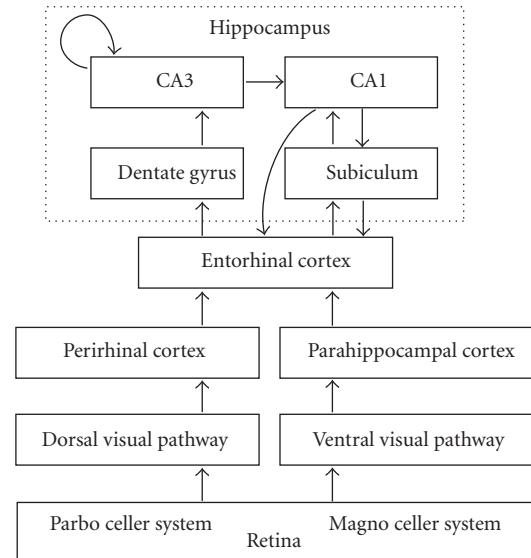 Hippocampus
CA3
CA1
Dentate gyrus
Subiculum
Entorhinal cortex
Perirhinal cortex
Parahippocampal cortex
Dorsal visual pathway
Ventral visual pathway
Parbo celler system
Magno celler system
Retina